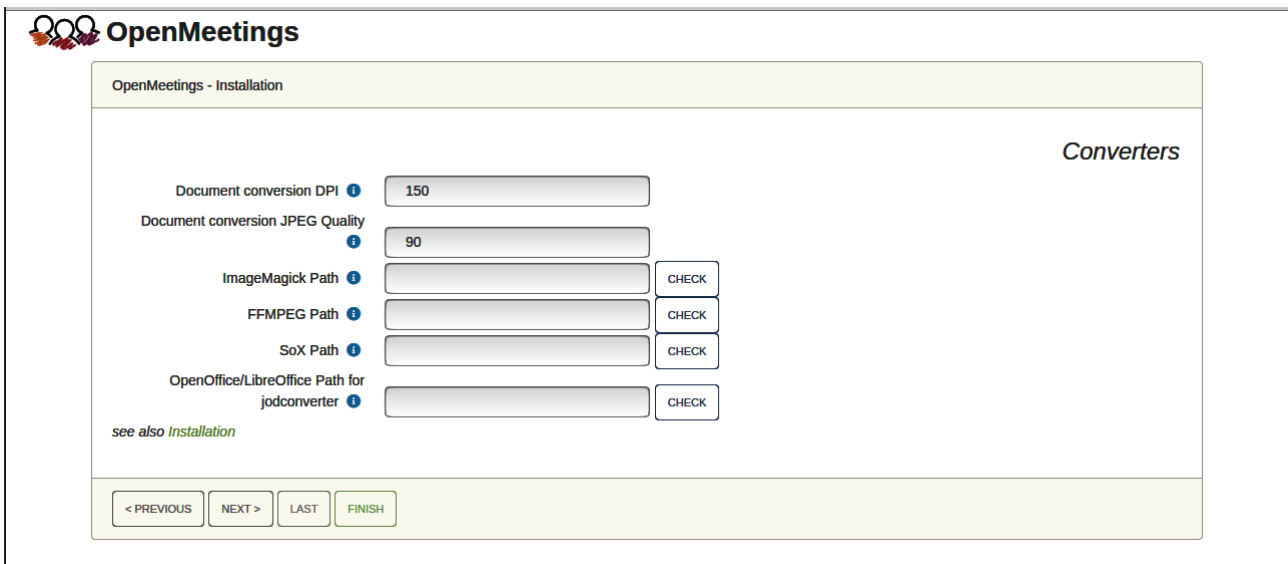 OpenMeetings
OpenMeetings - Installation
Converters
Document conversion DPI 150
Document conversion JPEG Quality
90
ImageMagick Path CHECK
FFMPEG Path CHECK
SoX Path CHECK
OpenOffice/LibreOffice Path for
jodconverter CHECK
see also Installation
< PREVIOUS NEXT > LAST FINISH